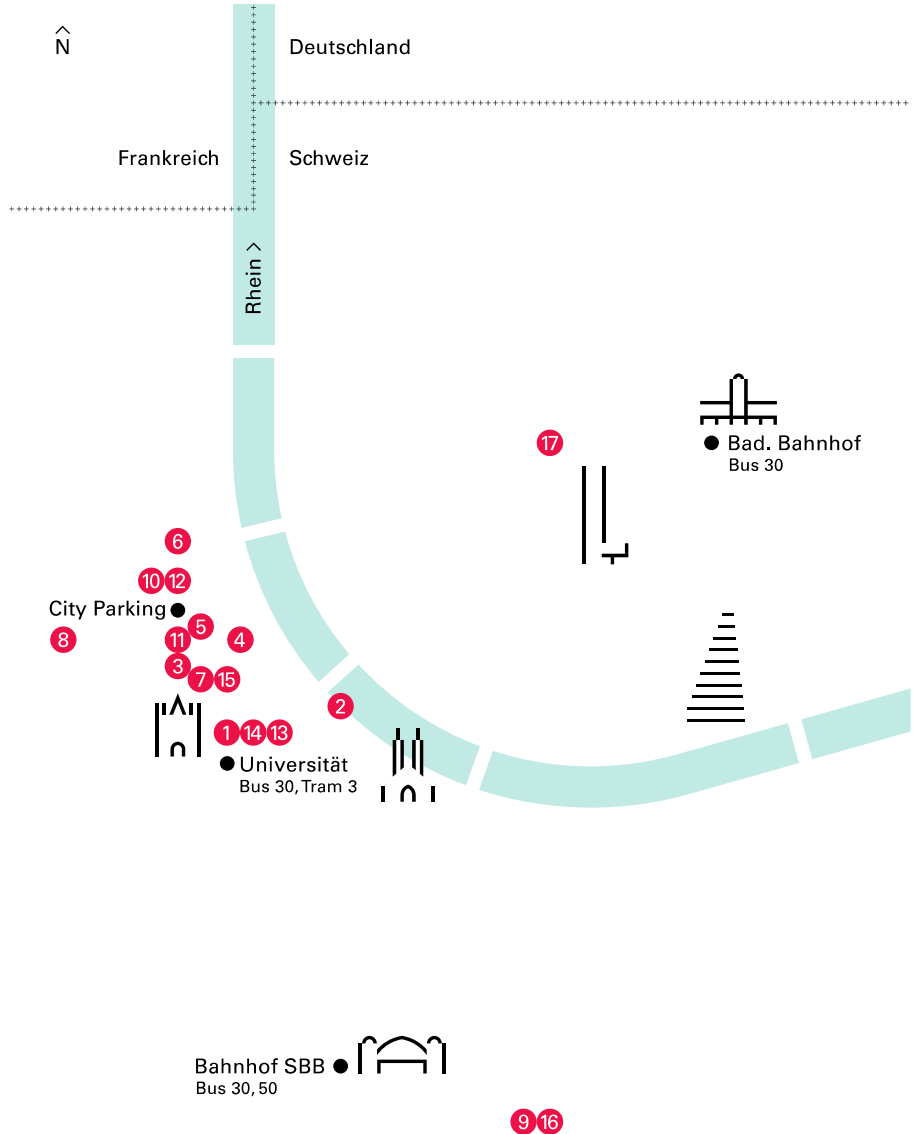 N
Deutschland
Frankreich
Schweiz
Rhein >
17
Bad. Bahnhof
Bus 30
6
10 12
City Parking
5
8
11
4
3
7 15
2
1 14 13
Universität
Bus 30, Tram 3
Bahnhof SBB
Bus 30, 50
9 16